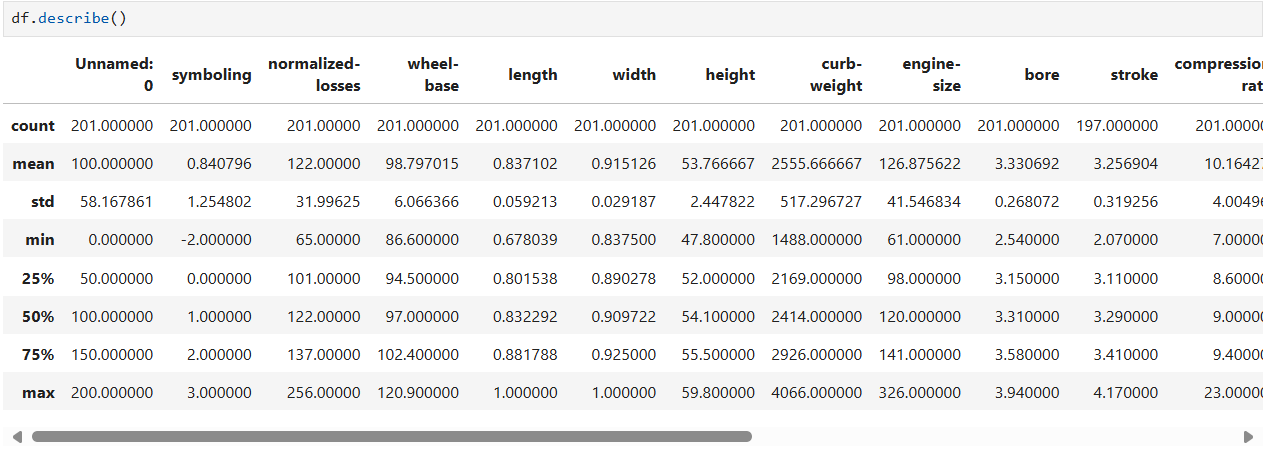 df.describe()
Unnamed: 0 symboling normalized-losses wheel-base length width height curb-weight engine-size bore stroke
count 201.000000 201.000000 201.00000 201.000000 201.000000 201.000000 201.000000 201.000000 201.000000 201.000000 197.000000
mean 100.000000 0.840796 122.00000 98.797015 0.837102 0.915126 53.766667 2555.666667 126.875622 3.330692 3.256904
std 58.167861 1.254802 31.99625 6.066366 0.059213 0.029187 2.447822 517.296727 41.546834 0.268072 0.319256
min 0.000000 -2.000000 65.00000 86.600000 0.678039 0.837500 47.800000 1488.000000 61.000000 2.540000 2.070000
25% 50.000000 0.000000 101.00000 94.500000 0.801538 0.890278 52.000000 2169.000000 98.000000 3.150000 3.110000
50% 100.000000 1.000000 122.00000 97.000000 0.832292 0.909722 54.100000 2414.000000 120.000000 3.310000 3.290000
75% 150.000000 2.000000 137.00000 102.400000 0.881788 0.925000 55.500000 2926.000000 141.000000 3.580000 3.410000
max 200.000000 3.000000 256.00000 120.900000 1.000000 1.000000 59.800000 4066.000000 326.000000 3.940000 4.170000